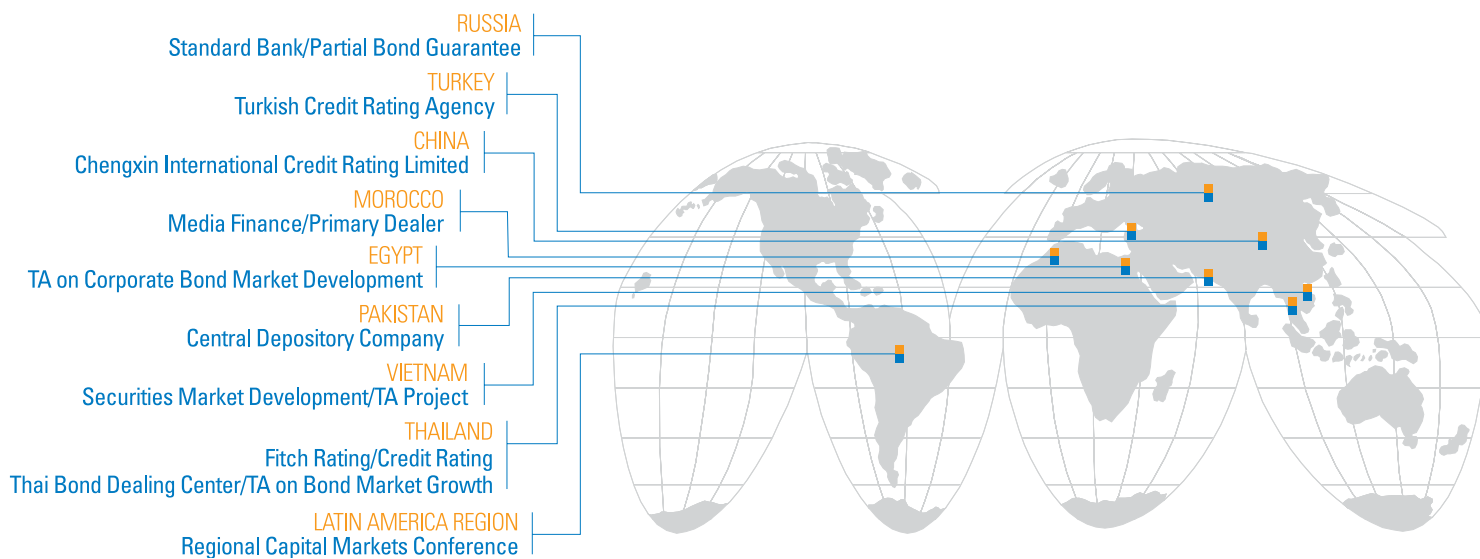 RUSSIA
Standard Bank/Partial Bond Guarantee
TURKEY
Turkish Credit Rating Agency
CHINA
Chengxin International Credit Rating Limited
MOROCCO
Media Finance/Primary Dealer
EGYPT
TA on Corporate Bond Market Development
PAKISTAN
Central Depository Company
VIETNAM
Securities Market Development/TA Project
THAILAND
Fitch Rating/Credit Rating
Thai Bond Dealing Center/TA on Bond Market Growth
LATIN AMERICA REGION
Regional Capital Markets Conference